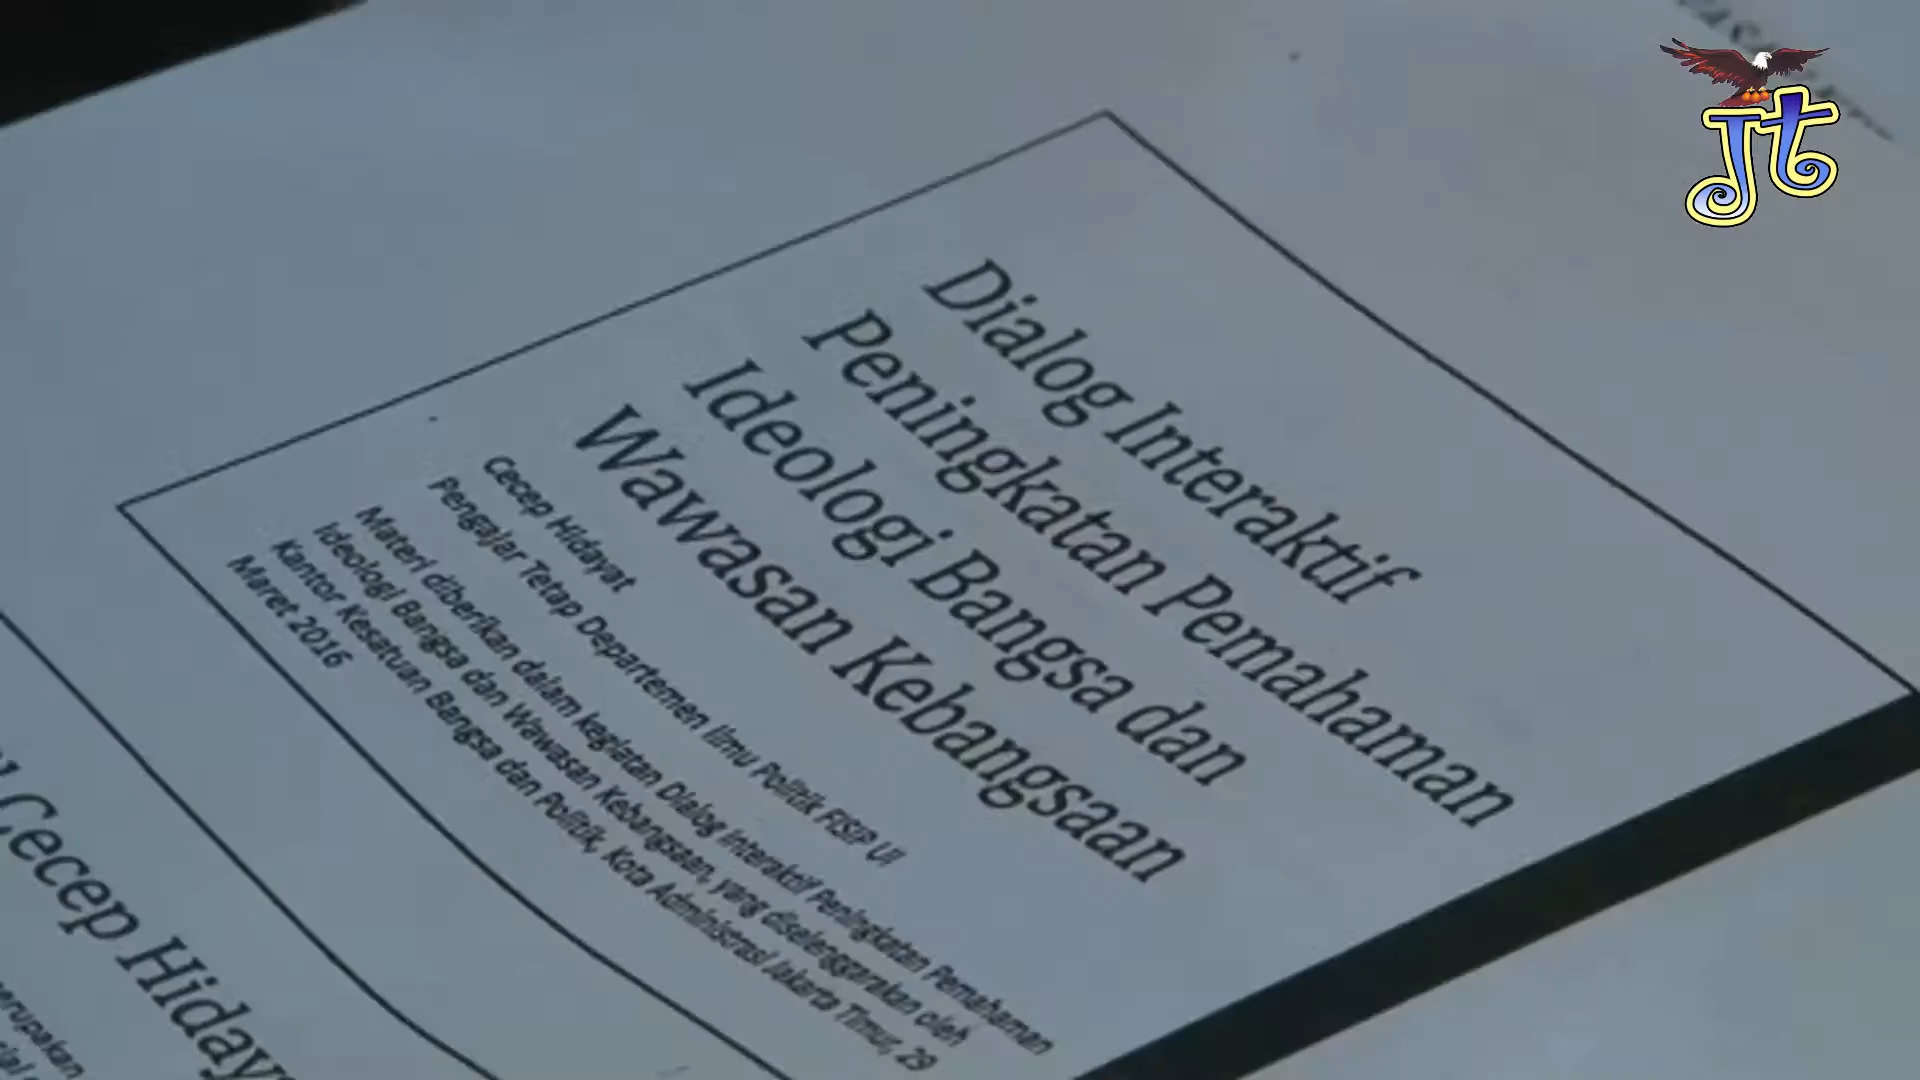 Dialog Interaktif
Peningkatan Pemahaman
Ideologi Bangsa dan
Wawasan Kebangsaan
Cecep Hidayat
Pengajar Tetap Departemen Ilmu Politik FISIP UI
Materi diberikan dalam kegiatan Dialog Interaktif Peningkatan Pemahaman
Ideologi Bangsa dan Wawasan Kebangsaan, yang diselenggarakan oleh
Kantor Kesatuan Bangsa dan Politik, Kota Administrasi Jakarta Timur, 29
Maret 2016
Cecep Hidaya
erupakan
Jt